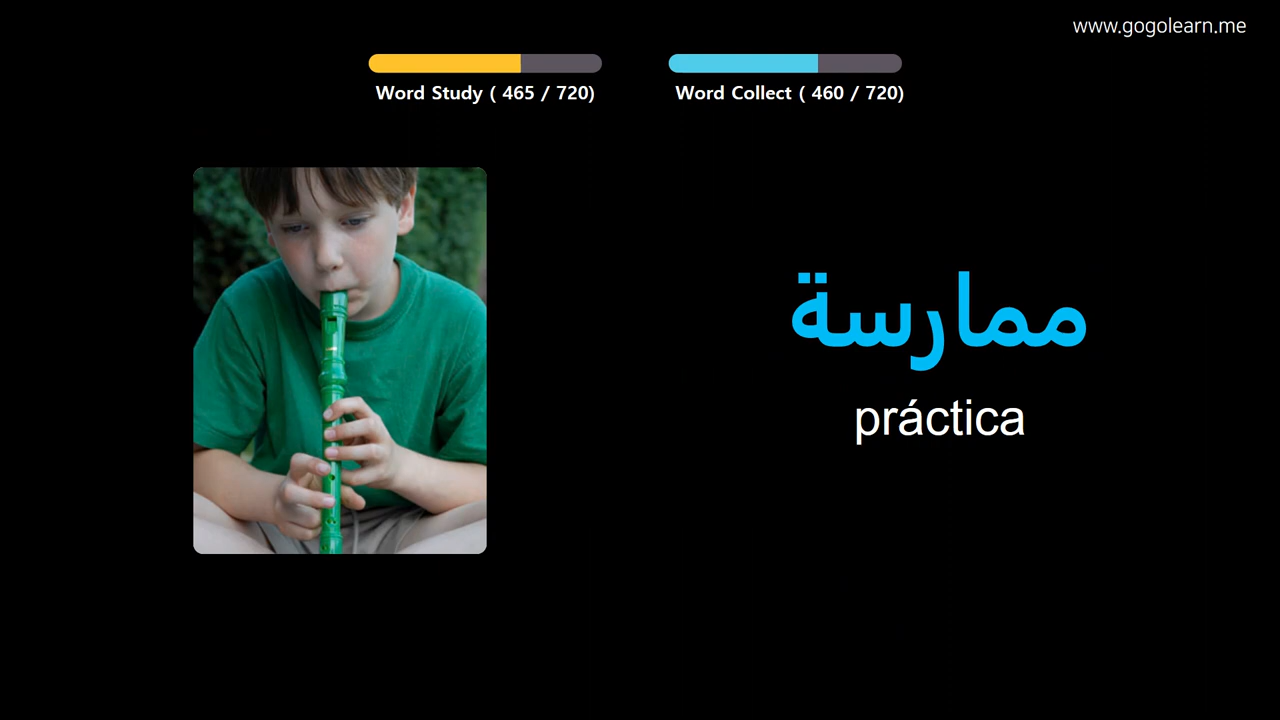 www.gogolearn.me
Word Study ( 465 / 720)
Word Collect ( 460 / 720)
ممارسة
práctica